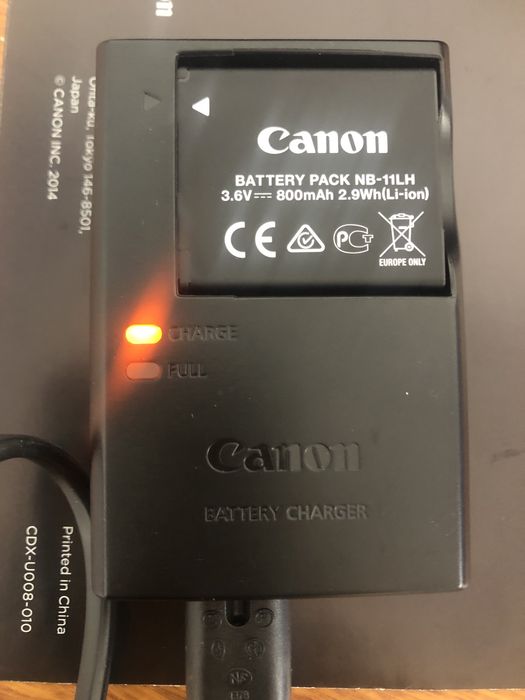 Canon
BATTERY PACK NB-11LH
3.6V⎓ 800mAh 2.9Wh(Li-ion)
CE
EUROPE ONLY
CHARGE
FULL
Canon
BATTERY CHARGER
Ohta-ku, Tokyo 146-8501,
Japan
© CANON INC. 2014
Printed in China
CDX-U008-010